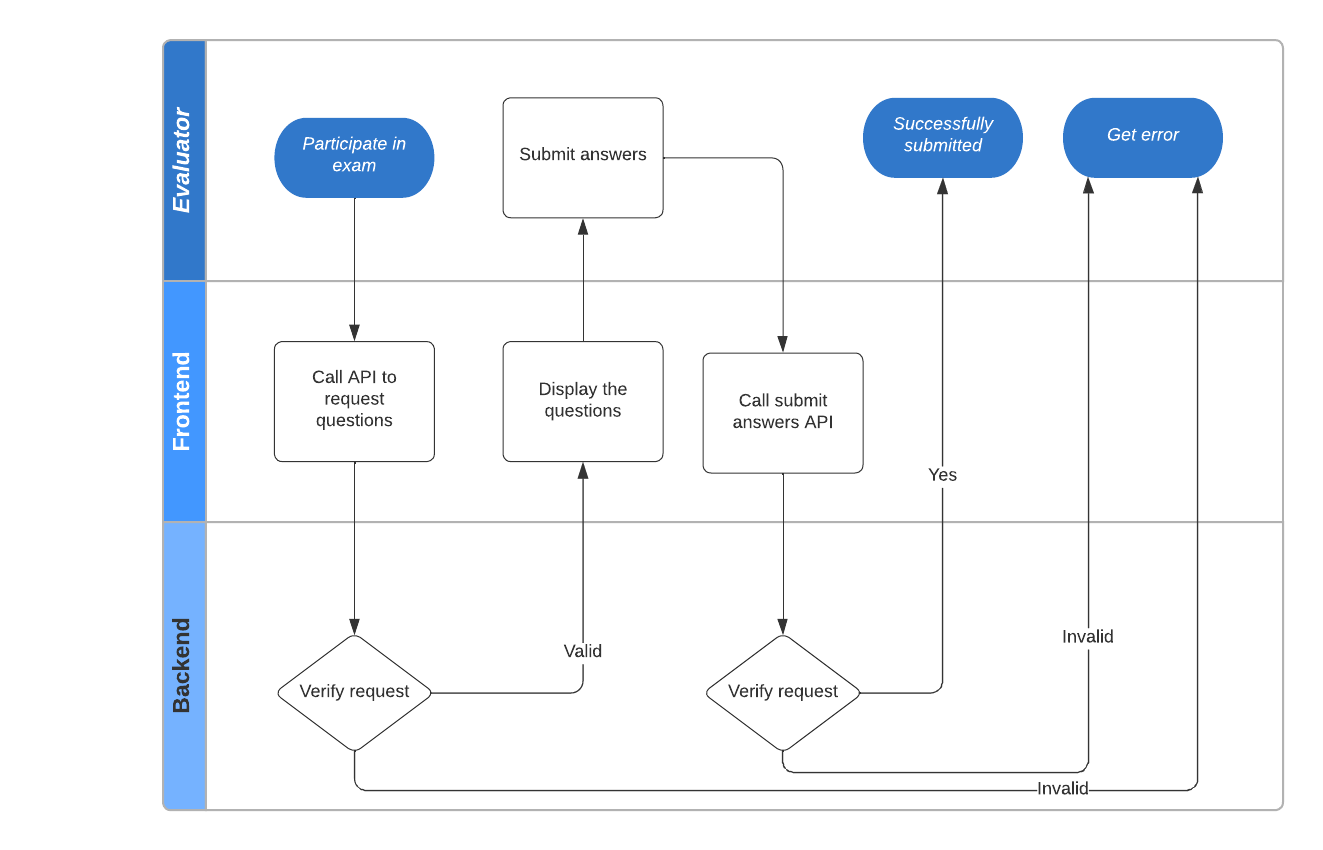 Evaluator
Participate in
exam
Submit answers
Successfully
submitted
Get error
Frontend
Call API to
request
questions
Display the
questions
Call submit
answers API
Yes
Backend
Verify request
Valid
Verify request
Invalid
Invalid